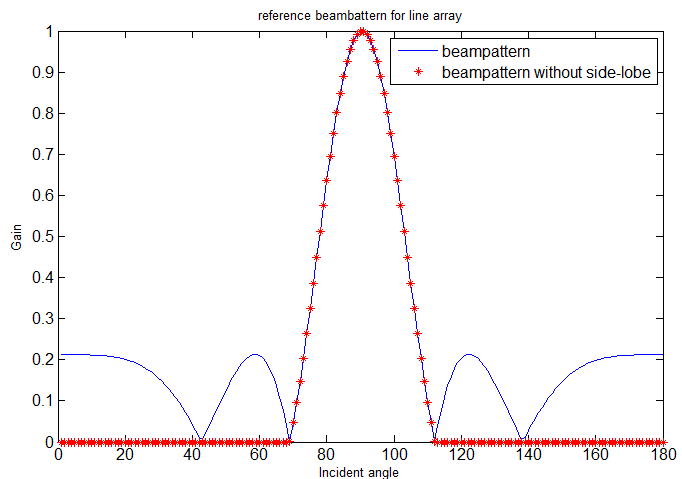 reference beambattern for line array
beampattern
beampattern without side-lobe
Gain
1
0.9
0.8
0.7
0.6
0.5
0.4
0.3
0.2
0.1
0
0 20 40 60 80 100 120 140 160 180
Incident angle